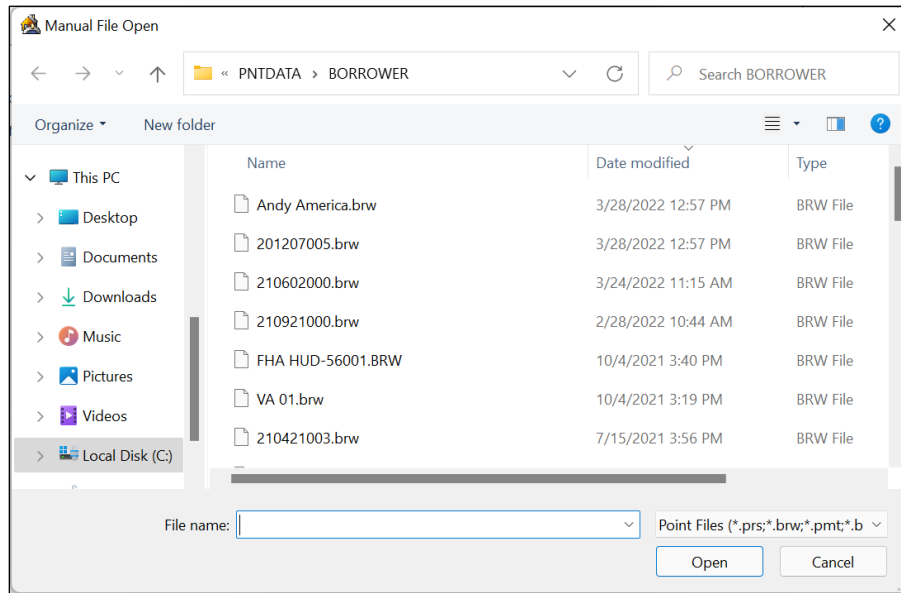 Manual File Open
« PNTDATA > BORROWER
Search BORROWER
Organize
New folder
?
Name
Date modified
Type
This PC
Desktop
Documents
Downloads
Music
Pictures
Videos
Local Disk (C:)
Andy America.brw 3/28/2022 12:57 PM BRW File
201207005.brw 3/28/2022 12:57 PM BRW File
210602000.brw 3/24/2022 11:15 AM BRW File
210921000.brw 2/28/2022 10:44 AM BRW File
FHA HUD-56001.BRW 10/4/2021 3:40 PM BRW File
VA 01.brw 10/4/2021 3:19 PM BRW File
210421003.brw 7/15/2021 3:56 PM BRW File
File name:
Point Files (*.prs;*.brw;*.pmt;*.b
Open
Cancel